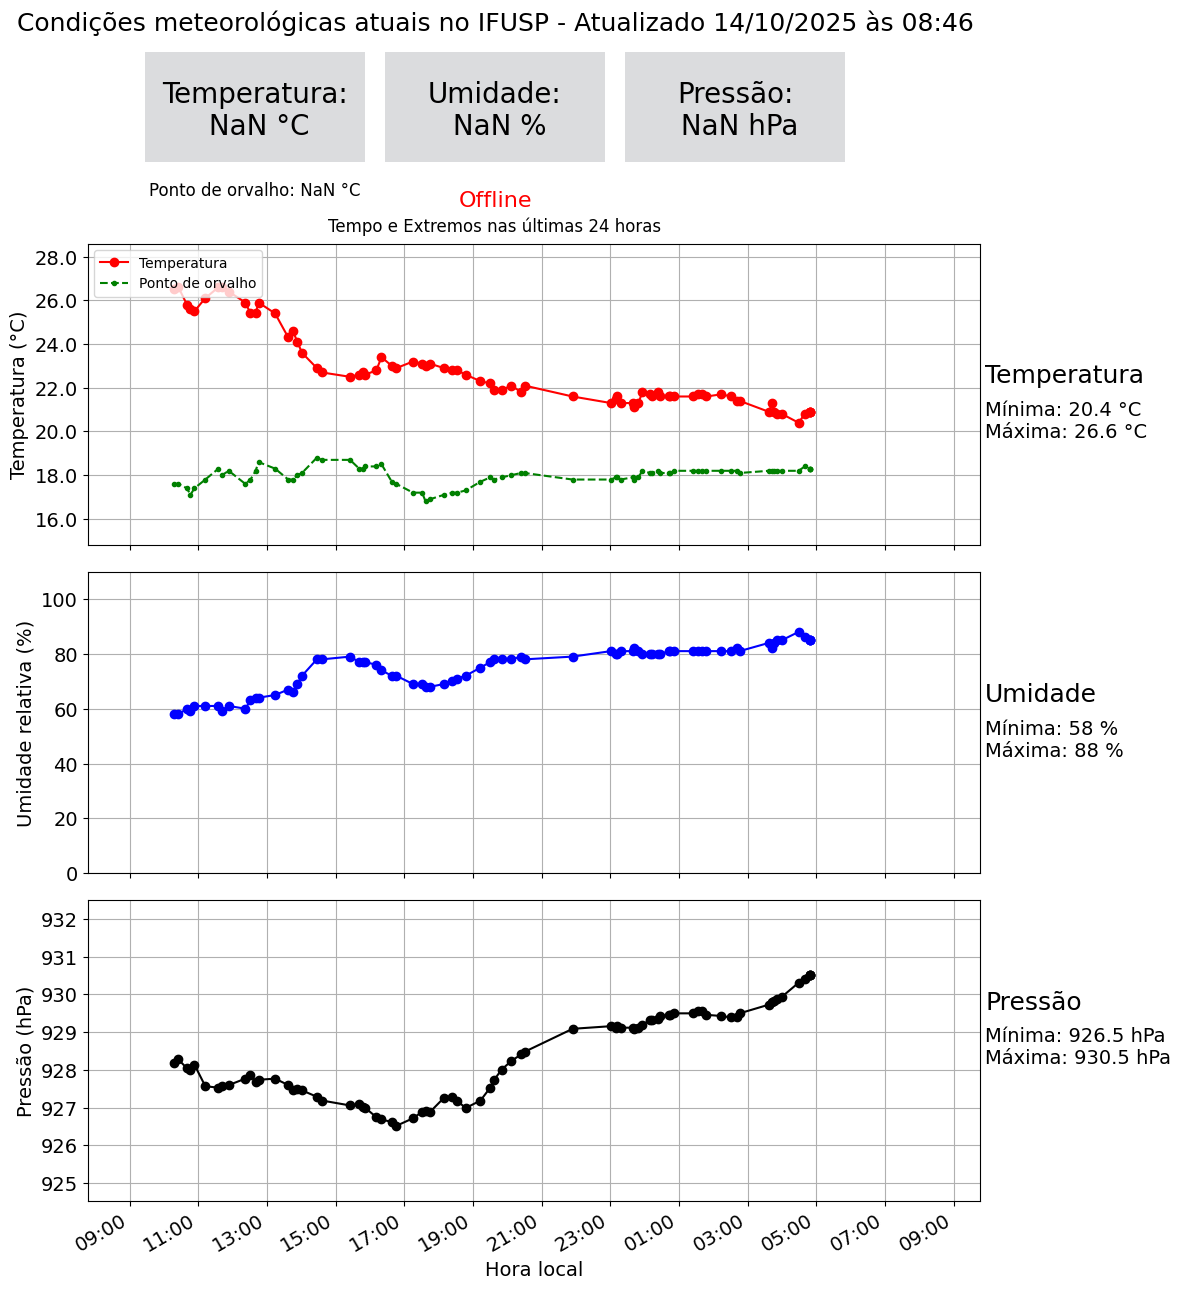 Condições meteorológicas atuais no IFUSP - Atualizado 14/10/2025 às 08:46
Temperatura:
NaN °C
Umidade:
NaN %
Pressão:
NaN hPa
Ponto de orvalho: NaN °C
Offline
Tempo e Extremos nas últimas 24 horas
Temperatura
Ponto de orvalho
28.0
26.0
24.0
22.0
20.0
18.0
16.0
Temperatura (°C)
Temperatura
Mínima: 20.4 °C
Máxima: 26.6 °C
100
80
60
40
20
0
Umidade relativa (%)
Umidade
Mínima: 58 %
Máxima: 88 %
932
931
930
929
928
927
926
925
Pressão (hPa)
Pressão
Mínima: 926.5 hPa
Máxima: 930.5 hPa
09:00 11:00 13:00 15:00 17:00 19:00 21:00 23:00 01:00 03:00 05:00 07:00 09:00
Hora local